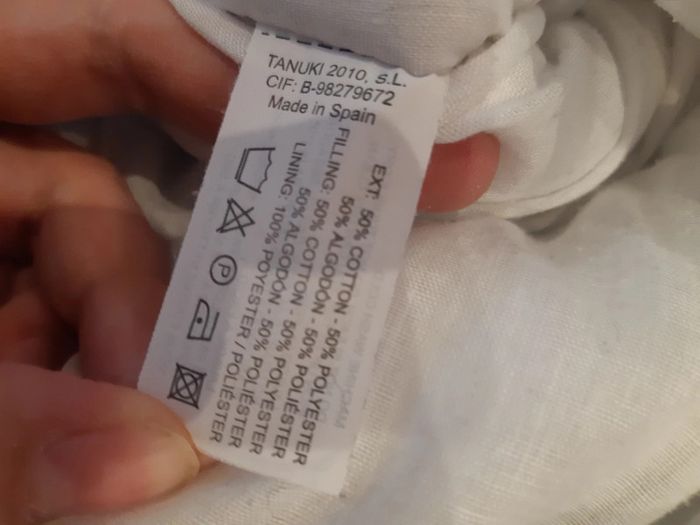 TANUKI 2010, S.L.
CIF: B-98279672
Made in Spain
EXT: 50% COTTON - 50% POLYESTER
50% ALGODÓN - 50% POLIÉSTER
FILLING: 50% COTTON - 50% POLYESTER
50% ALGODÓN - 50% POLIÉSTER
LINING: 100% POYESTER / POLIÉSTER
P